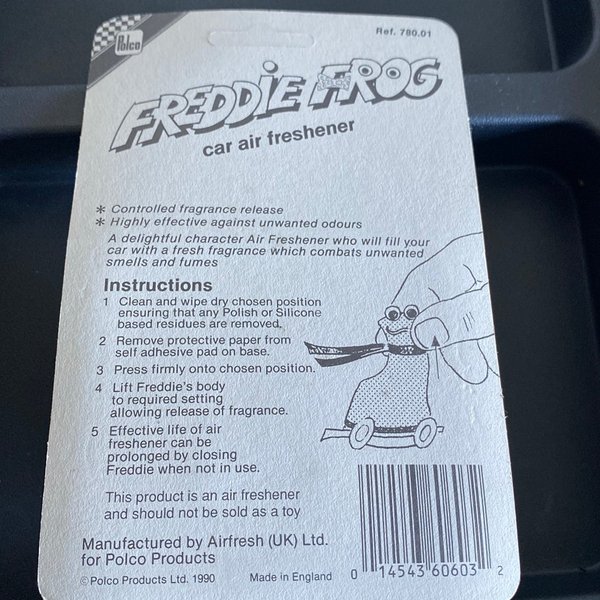 Polco
Ref. 780.01
FREDDIE FROG
car air freshener
* Controlled fragrance release
* Highly effective against unwanted odours
A delightful character Air Freshener who will fill your
car with a fresh fragrance which combats unwanted
smells and fumes
Instructions
1 Clean and wipe dry chosen position
ensuring that any Polish or Silicone
based residues are removed.
2 Remove protective paper from
self adhesive pad on base.
3 Press firmly onto chosen position.
4 Lift Freddie's body
to required setting
allowing release of fragrance.
5 Effective life of air
freshener can be
prolonged by closing
Freddie when not in use.
This product is an air freshener
and should not be sold as a toy
Manufactured by Airfresh (UK) Ltd.
for Polco Products
© Polco Products Ltd. 1990 Made in England
0 14543 60603 2